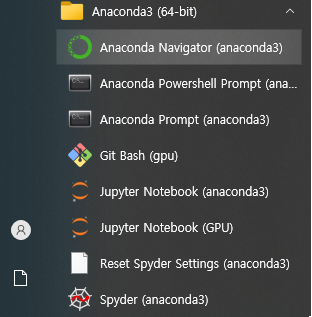 Anaconda3 (64-bit)
Anaconda Navigator (anaconda3)
Anaconda Powershell Prompt (ana...
Anaconda Prompt (anaconda3)
Git Bash (gpu)
Jupyter Notebook (anaconda3)
Jupyter Notebook (GPU)
Reset Spyder Settings (anaconda3)
Spyder (anaconda3)